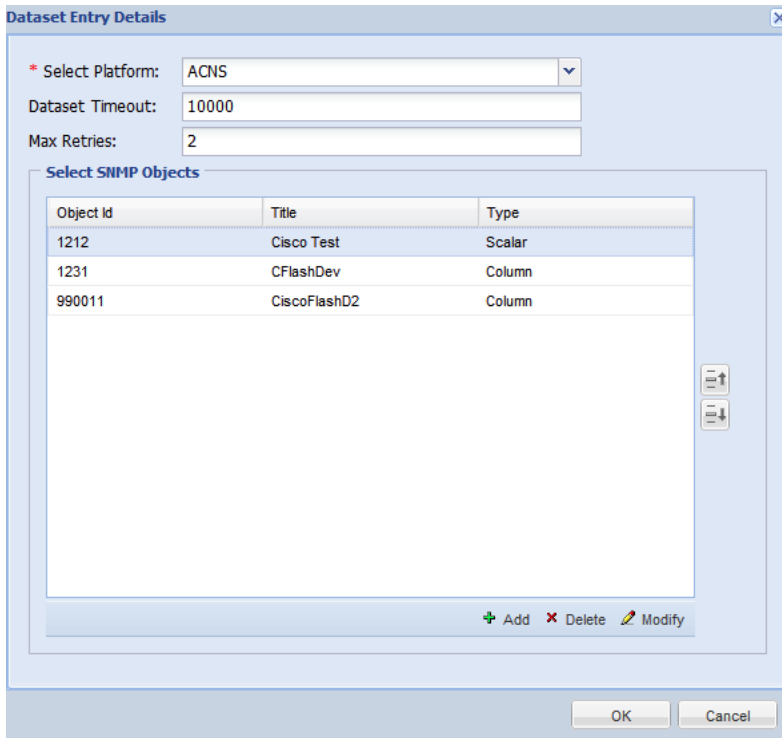 Dataset Entry Details
* Select Platform: ACNS
Dataset Timeout: 10000
Max Retries: 2
Select SNMP Objects
Object Id Title Type
1212 Cisco Test Scalar
1231 CFlashDev Column
990011 CiscoFlashD2 Column
Add Delete Modify
OK Cancel